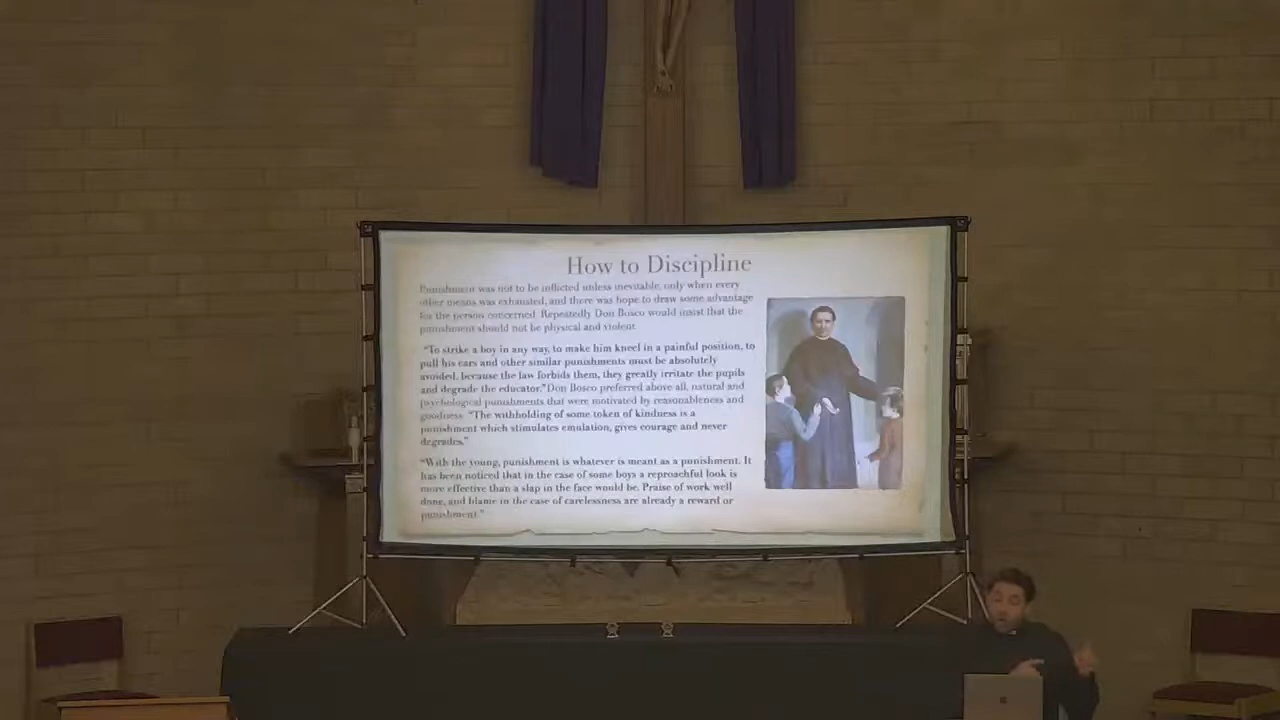 How to Discipline
Punishment was not to be inflicted unless inevitable, only when every
other means was exhausted, and there was hope to draw some advantage
for the person concerned. Repeatedly Don Bosco would insist that the
punishment should not be physical and violent.
"To strike a boy in any way, to make him kneel in a painful position, to
pull his ears and other similar punishments must be absolutely
avoided, because the law forbids them, they greatly irritate the pupils
and degrade the educator." Don Bosco preferred above all, natural and
psychological punishments that were motivated by reasonableness and
goodness. "The withholding of some token of kindness is a
punishment which stimulates emulation, gives courage and never
degrades."
"With the young, punishment is whatever is meant as a punishment. It
has been noticed that in the case of some boys a reproachful look is
more effective than a slap in the face would be. Praise of work well
done, and blame in the case of carelessness are already a reward or
punishment."